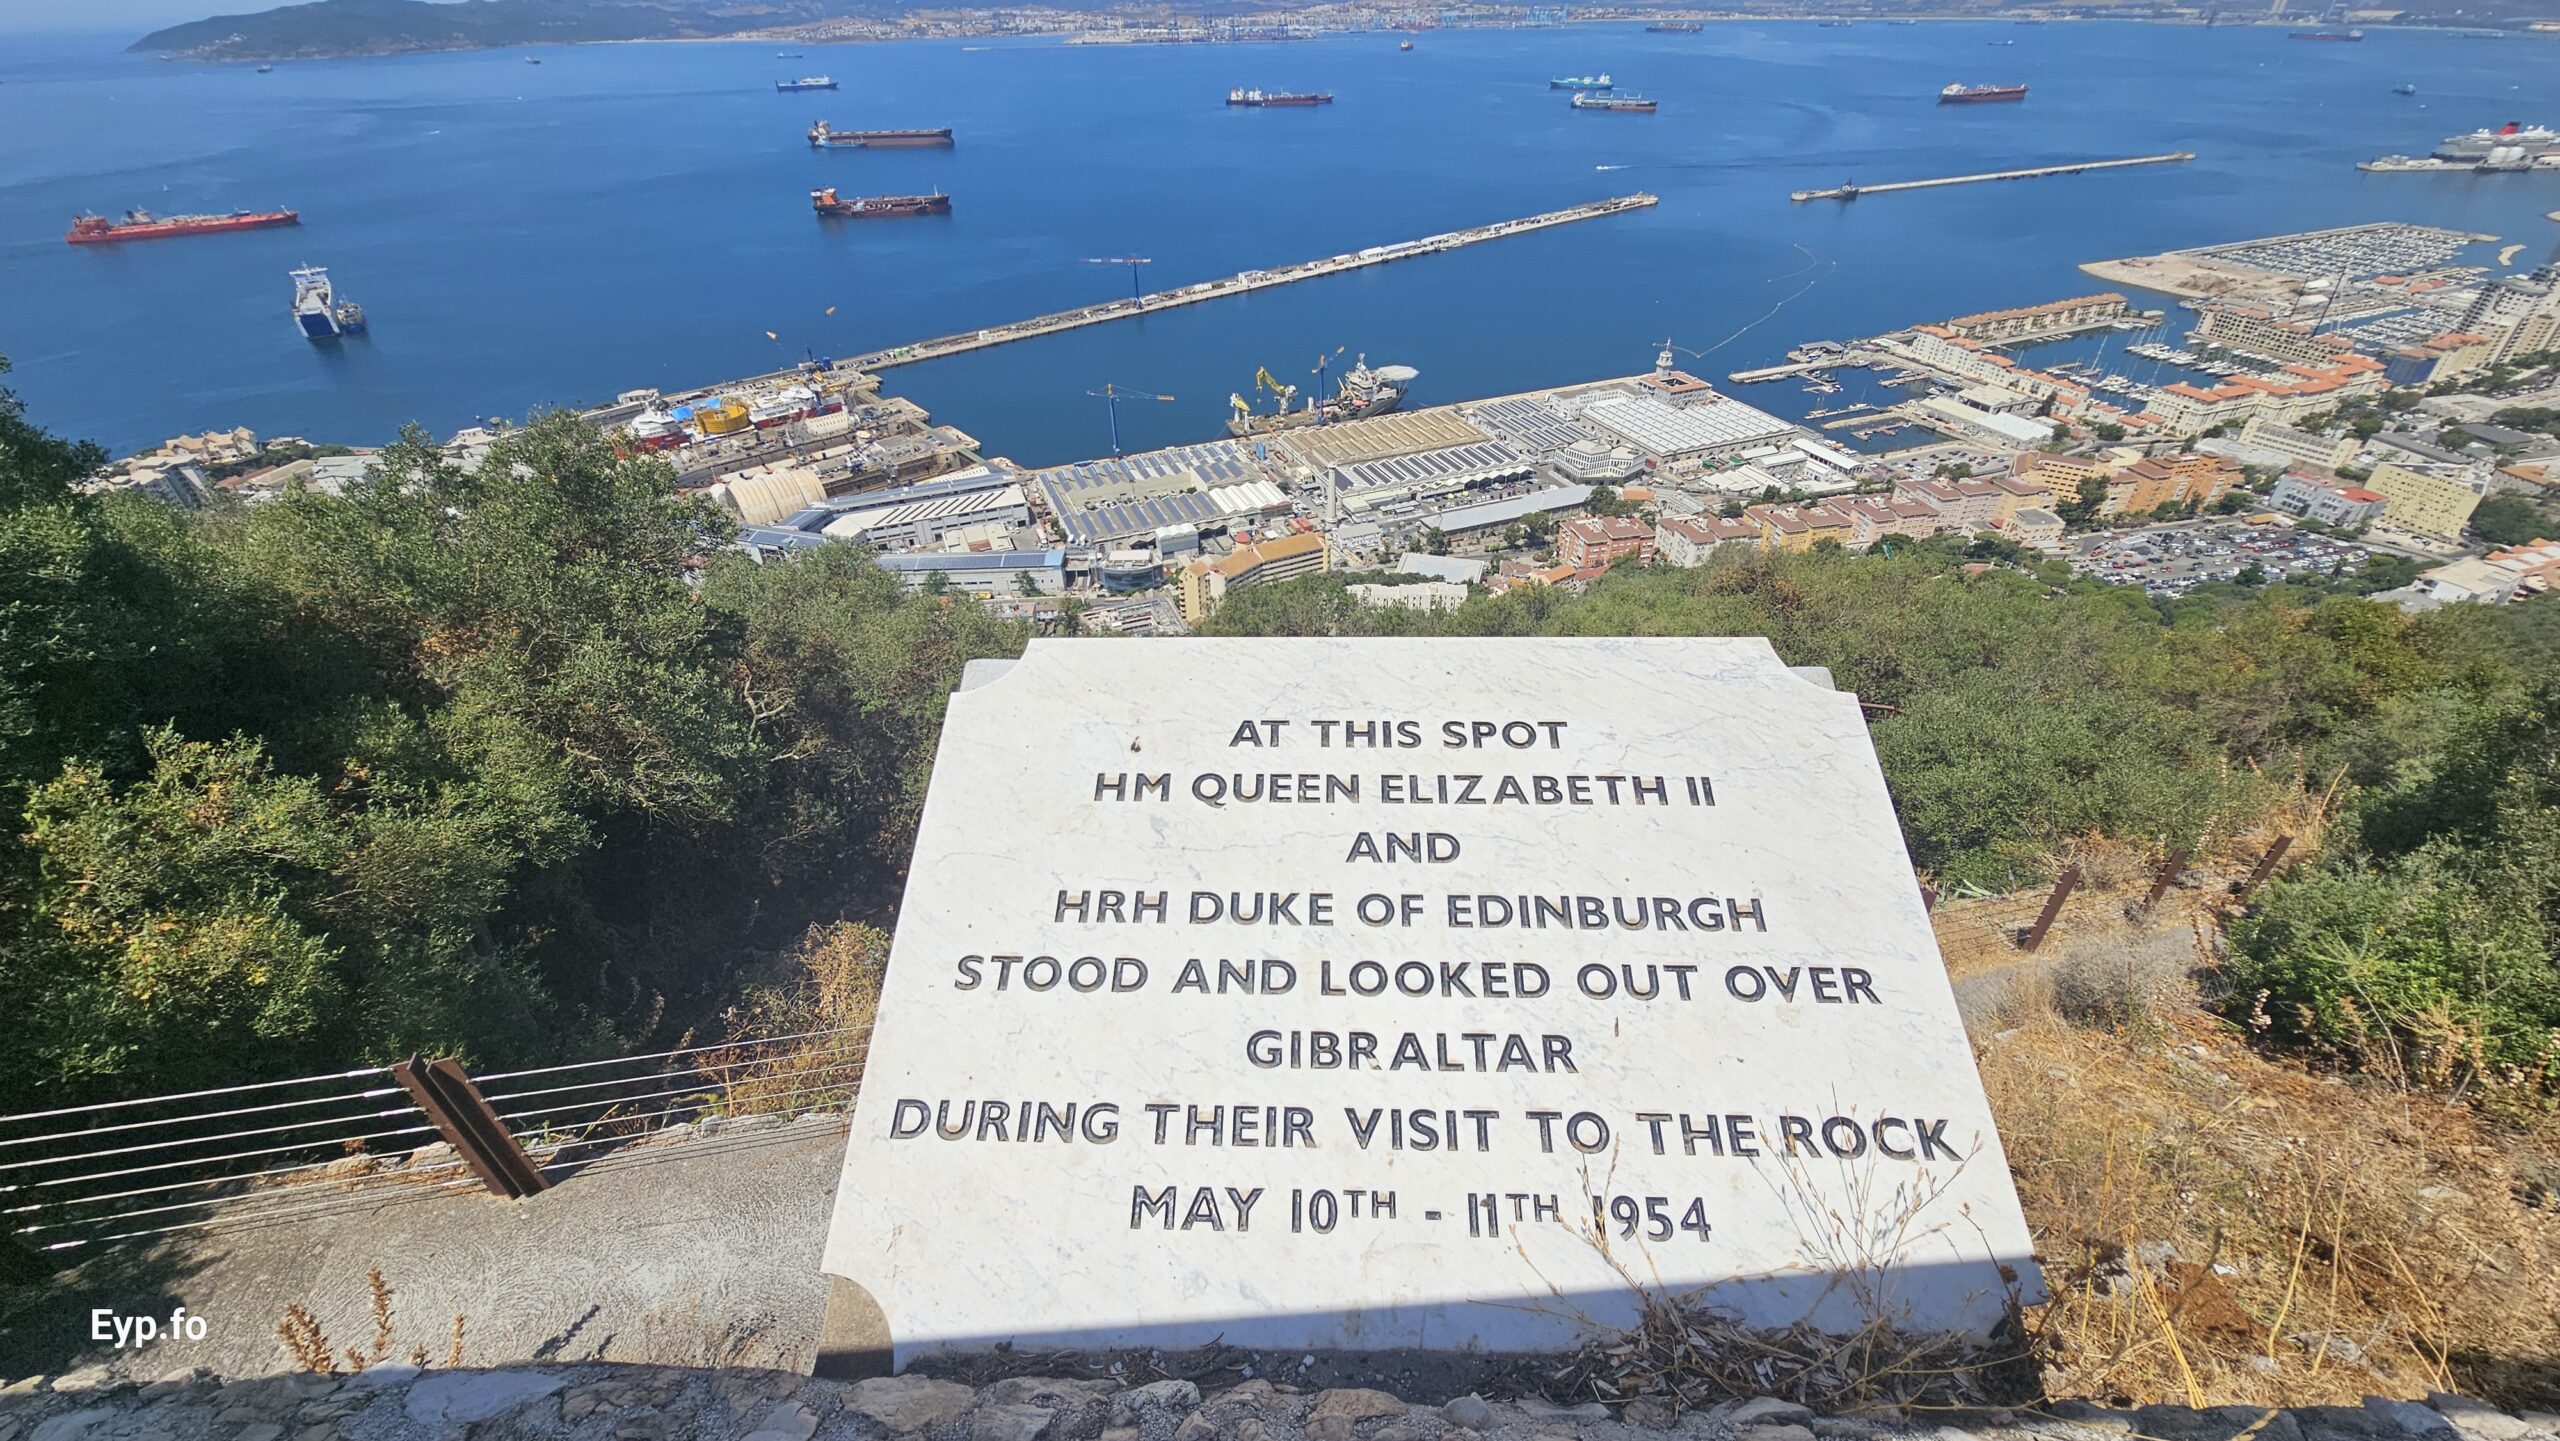 AT THIS SPOT
HM QUEEN ELIZABETH II
AND
HRH DUKE OF EDINBURGH
STOOD AND LOOKED OUT OVER
GIBRALTAR
DURING THEIR VISIT TO THE ROCK
MAY 10TH - 11TH 1954
Eyp.fo